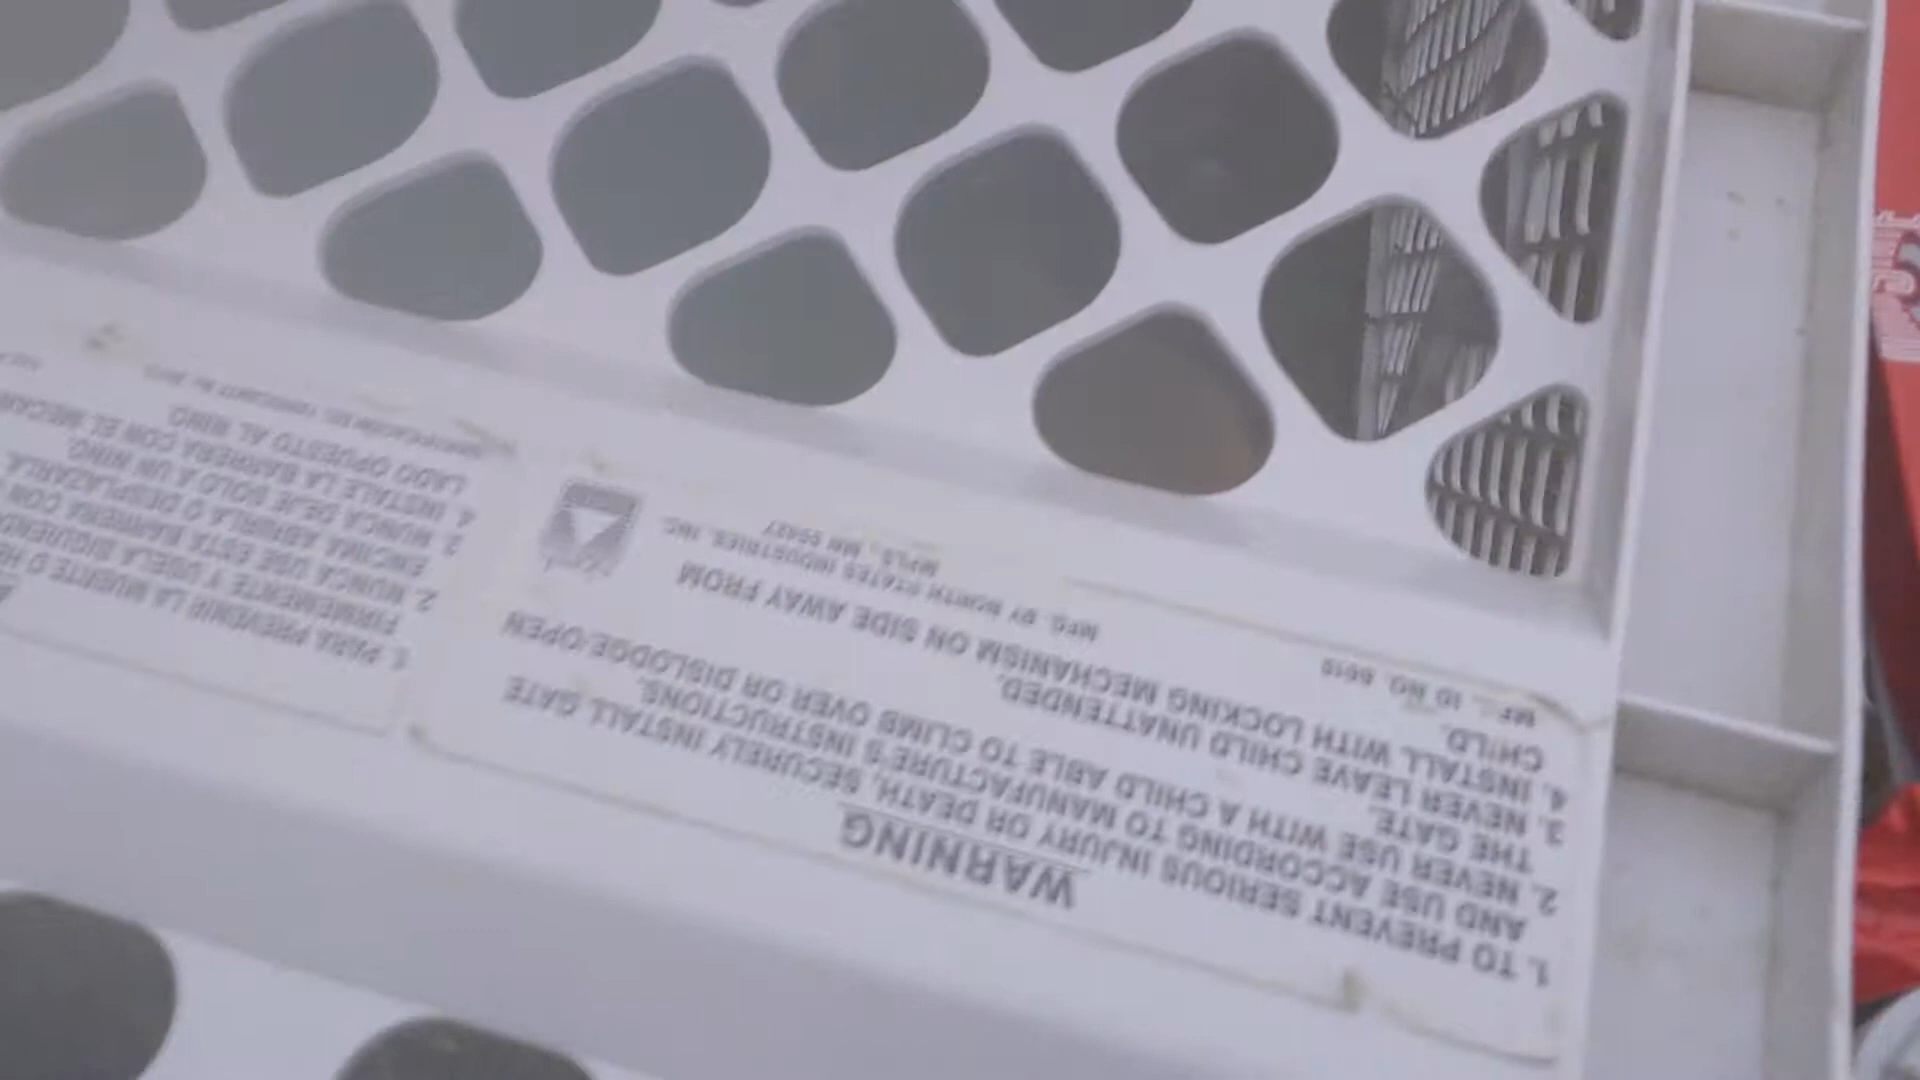 WARNING
1. TO PREVENT SERIOUS INJURY OR DEATH, SECURELY INSTALL GATE
AND USE ACCORDING TO MANUFACTURE'S INSTRUCTIONS.
2. NEVER USE WITH A CHILD ABLE TO CLIMB OVER OR DISLODGE/OPEN
THE GATE.
3. NEVER LEAVE CHILD UNATTENDED.
4. INSTALL WITH LOCKING MECHANISM ON SIDE AWAY FROM
CHILD.
ID NO. 8615
MFG. BY NORTH STATES INDUSTRIES, INC.
MPLS., MN 55437
1. PARA PREVENIR LA MUERTE O
FIRMEMENTE Y USELA
2. NUNCA USE ESTA BARRERA CON
ENCIMA ABRIRLA O DESPLAZARLA.
3. NUNCA DEJE SOLO A UN NINO.
4. INSTALE LA BARRERA CON EL
LADO OPUESTO AL NINO